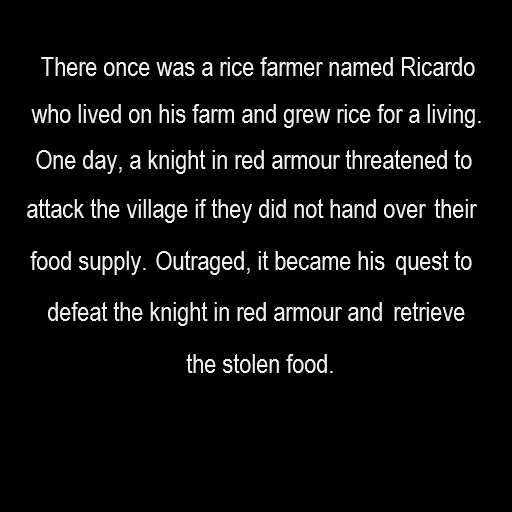 There once was a rice farmer named Ricardo
who lived on his farm and grew rice for a living.
One day, a knight in red armour threatened to
attack the village if they did not hand over their
food supply. Outraged, it became his quest to
defeat the knight in red armour and retrieve
the stolen food.